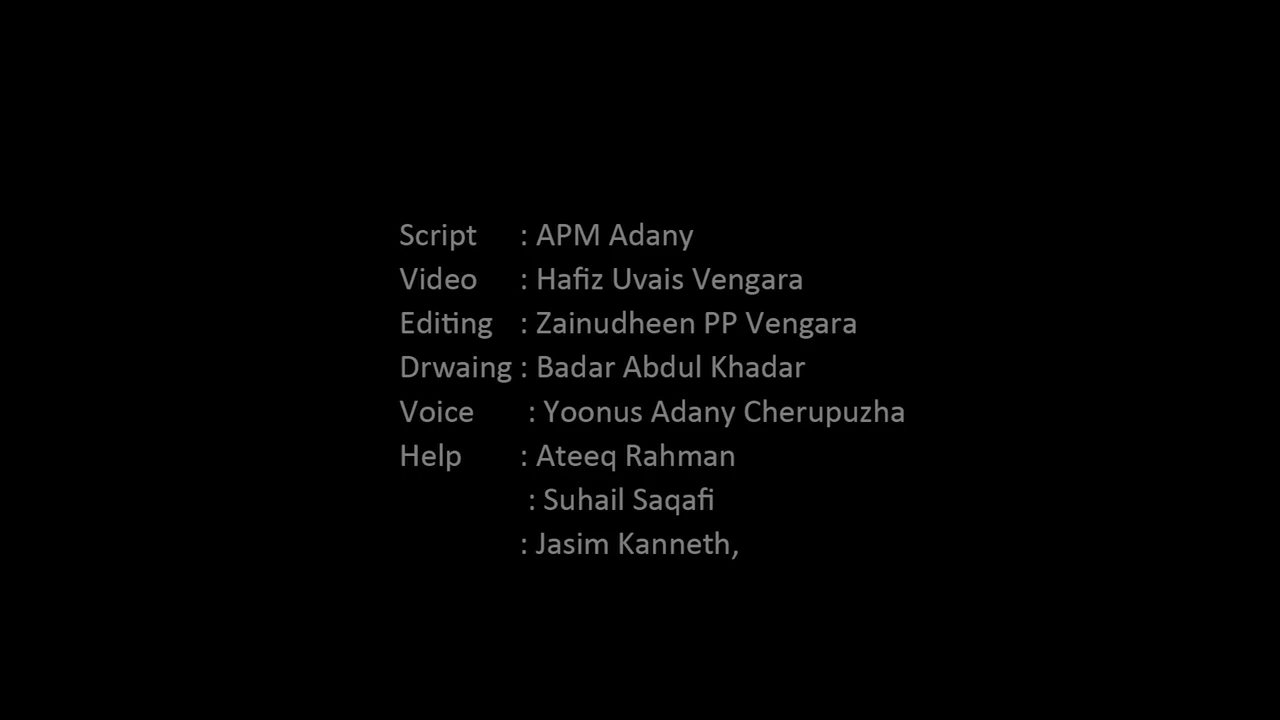 Script : APM Adany
Video : Hafiz Uvais Vengara
Editing : Zainudheen PP Vengara
Drwaing : Badar Abdul Khadar
Voice : Yoonus Adany Cherupuzha
Help : Ateeq Rahman
: Suhail Saqafi
: Jasim Kanneth,